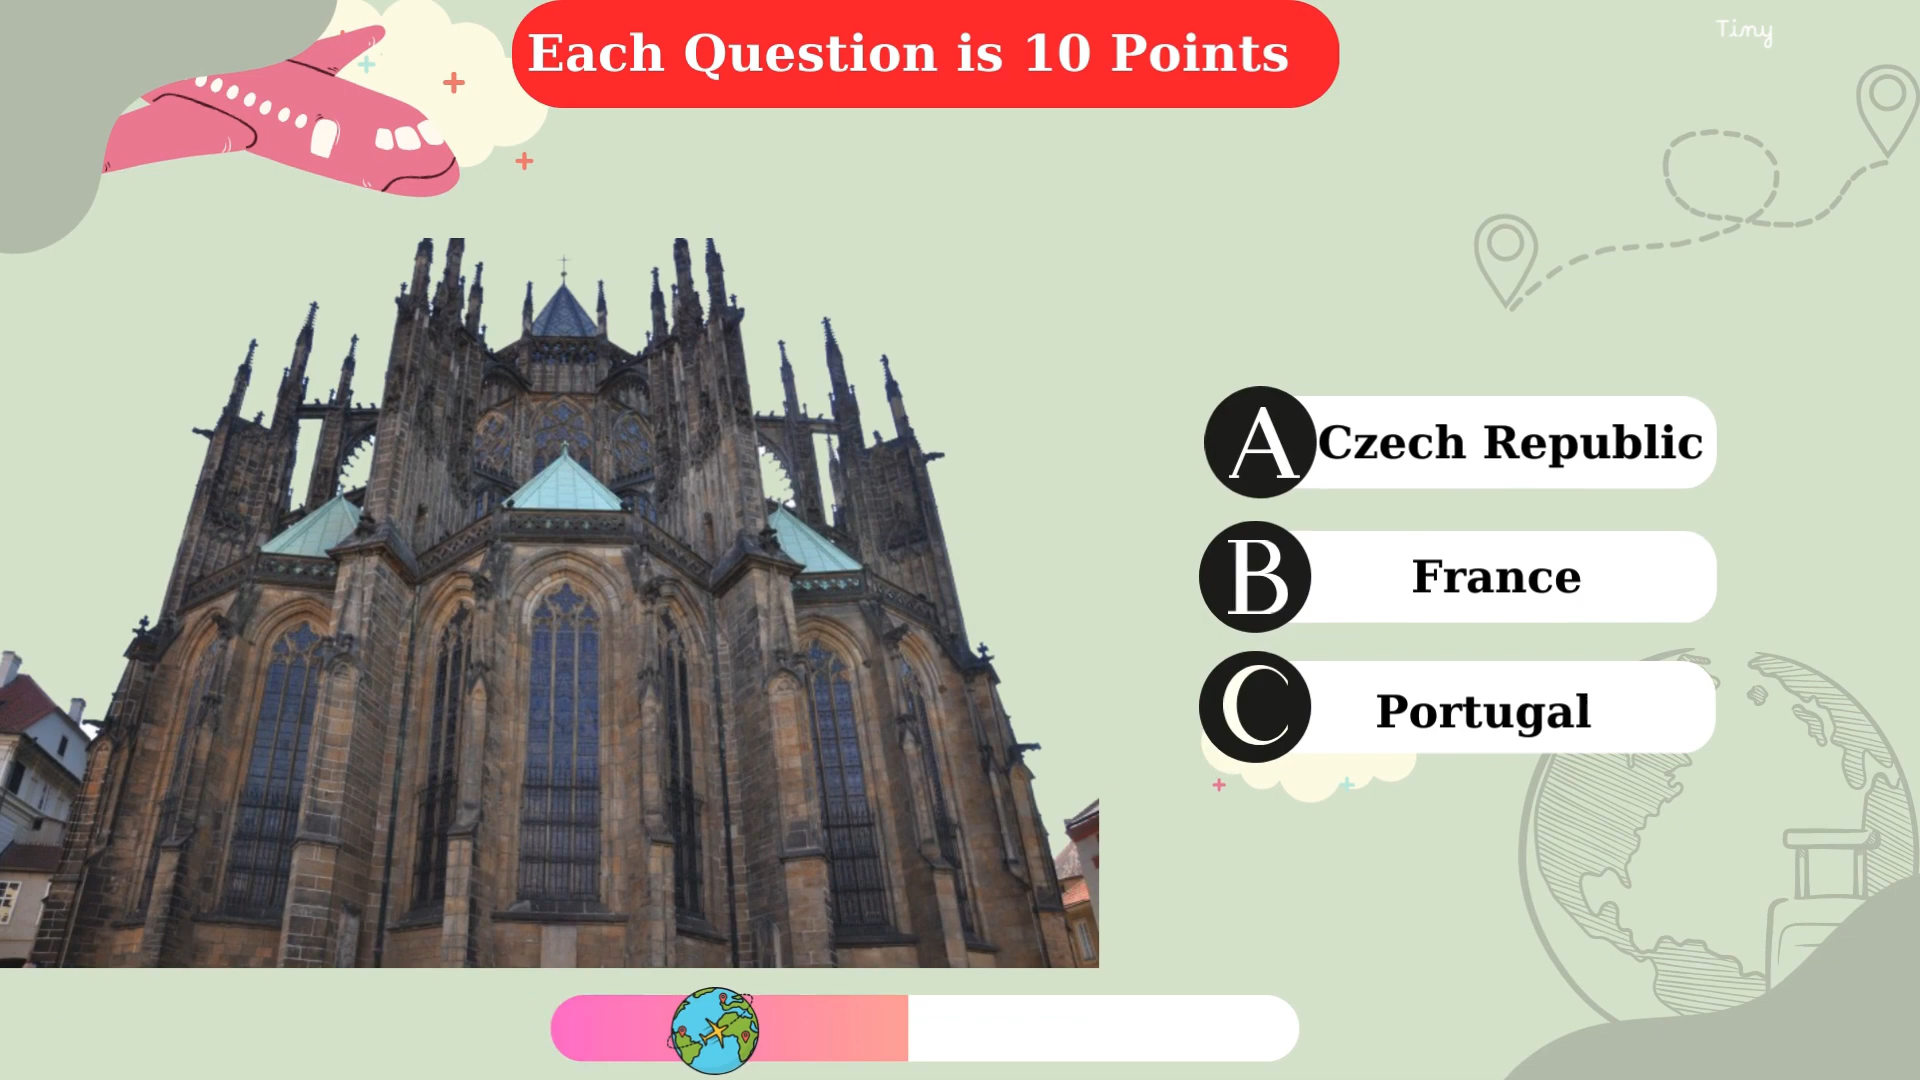 Each Question is 10 Points
Tiny
A Czech Republic
B France
C Portugal